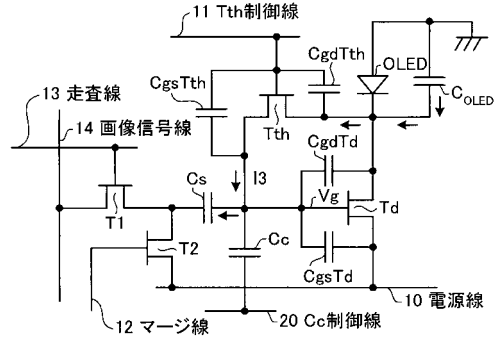 11 Tth制御線
CgdTth
OLED
CgsTth
C OLED
13 走査線
14 画像信号線
Tth
CgdTd
I3
Cs
Vg
Td
T1
T2
Cc
CgsTd
10 電源線
12 マージ線
20 Cc制御線